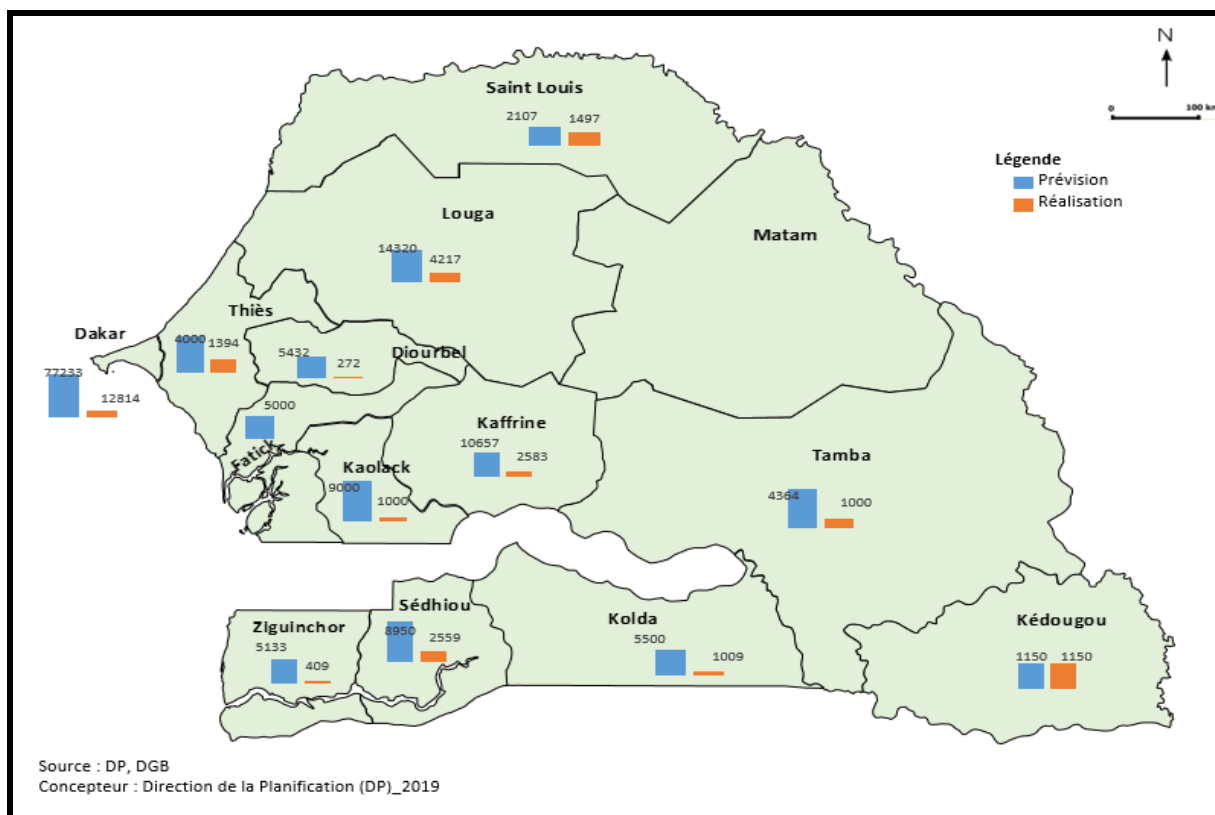 N
0 100 km
Saint Louis
2107 1497
Légende
Prévision
Réalisation
Louga
14320 4217
Matam
Thiès
4000 1394
Dakar
77233 12814
Diourbel
5432 272
5000
Fatick
Kaffrine
10657 2583
Kaolack
9000 1000
Tamba
4364 1000
Sédhiou
8950 2559
Ziguinchor
5133 409
Kolda
5500 1009
Kédougou
1150 1150
Source : DP, DGB
Concepteur : Direction de la Planification (DP)_2019